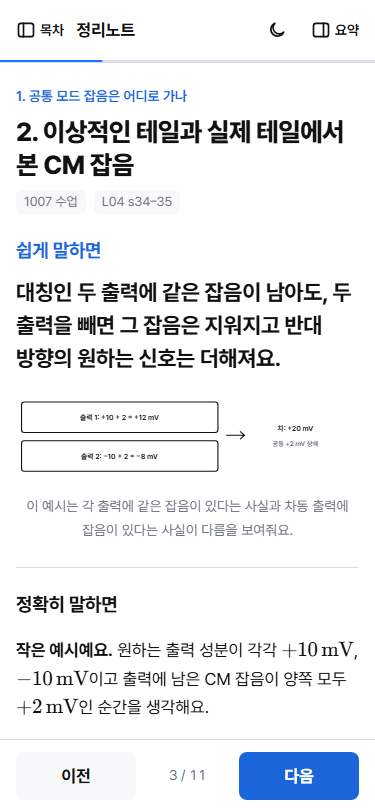 목차 정리노트 요약
1. 공통 모드 잡음은 어디로 가나
2. 이상적인 테일과 실제 테일에서
본 CM 잡음
1007 수업 L04 s34–35
쉽게 말하면
대칭인 두 출력에 같은 잡음이 남아도, 두
출력을 빼면 그 잡음은 지워지고 반대
방향의 원하는 신호는 더해져요.
출력 1: +10 + 2 = +12 mV
출력 2: −10 + 2 = −8 mV
차: +20 mV
공통 +2 mV 상쇄
이 예시는 각 출력에 같은 잡음이 있다는 사실과 차동 출력에
잡음이 있다는 사실이 다름을 보여줘요.
정확히 말하면
작은 예시예요. 원하는 출력 성분이 각각 +10 mV,
−10 mV이고 출력에 남은 CM 잡음이 양쪽 모두
+2 mV인 순간을 생각해요.
이전 3 / 11 다음